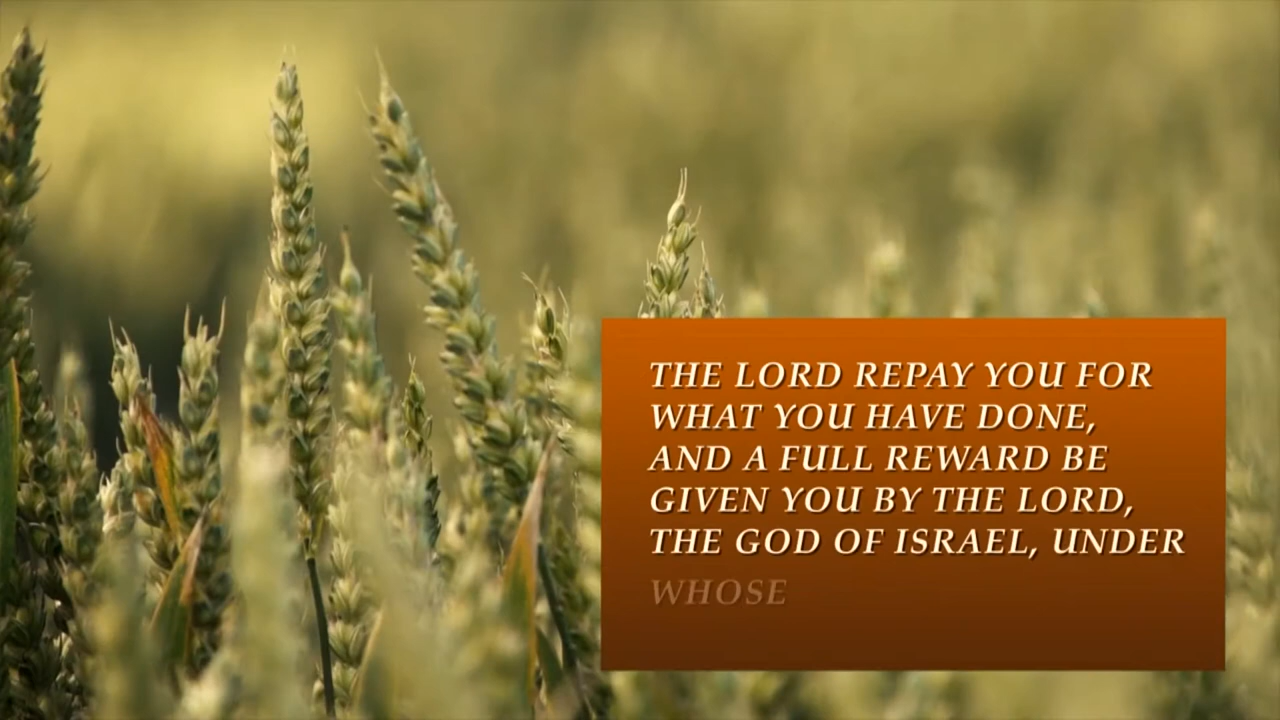 THE LORD REPAY YOU FOR
WHAT YOU HAVE DONE,
AND A FULL REWARD BE
GIVEN YOU BY THE LORD,
THE GOD OF ISRAEL, UNDER
WHOSE